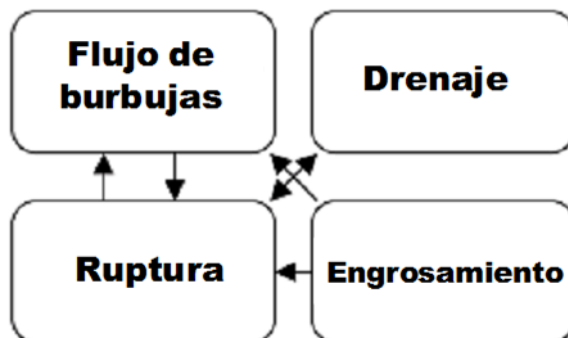 Flujo de
burbujas
Drenaje
Ruptura
Engrosamiento